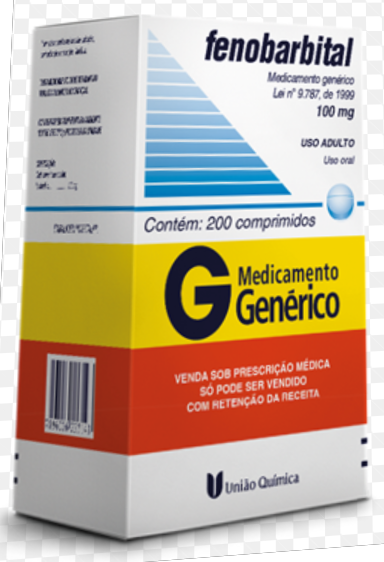 fenobarbital
Medicamento genérico
Lei nº 9.787, de 1999
100 mg
USO ADULTO
Uso oral
Contém: 200 comprimidos
G Medicamento
Genérico
VENDA SOB PRESCRIÇÃO MÉDICA
SÓ PODE SER VENDIDO
COM RETENÇÃO DA RECEITA
União Química